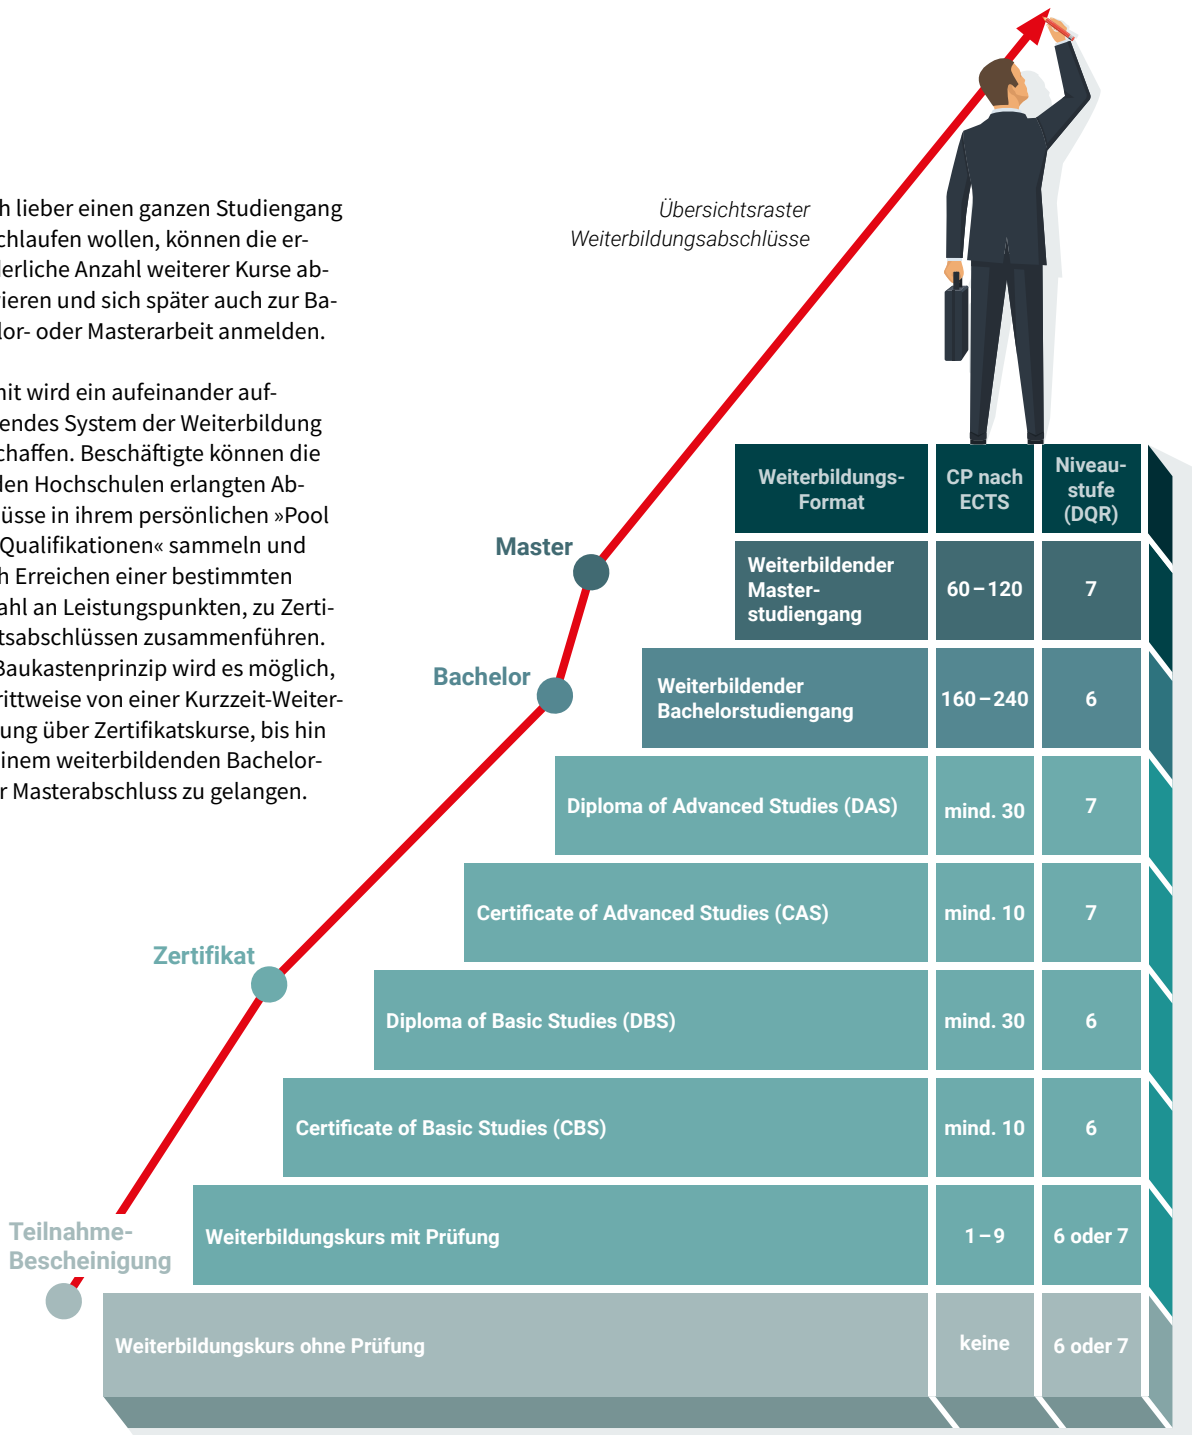 h lieber einen ganzen Studiengang
chlaufen wollen, können die er-
derliche Anzahl weiterer Kurse ab-
vieren und sich später auch zur Ba-
lor- oder Masterarbeit anmelden.
mit wird ein aufeinander auf-
endes System der Weiterbildung
chaffen. Beschäftigte können die
den Hochschulen erlangten Ab-
üsse in ihrem persönlichen »Pool
Qualifikationen« sammeln und
h Erreichen einer bestimmten
ahl an Leistungspunkten, zu Zerti-
tsabschlüssen zusammenführen.
Baukastenprinzip wird es möglich,
rittweise von einer Kurzzeit-Weiter-
ung über Zertifikatskurse, bis hin
inem weiterbildenden Bachelor-
r Masterabschluss zu gelangen.
Übersichtsraster
Weiterbildungsabschlüsse
Master
Bachelor
Zertifikat
Teilnahme-
Bescheinigung
Weiterbildungs-
Format
CP nach
ECTS
Niveau-
stufe
(DQR)
Weiterbildender
Master-
studiengang
60–120
7
Weiterbildender
Bachelorstudiengang
160–240
6
Diploma of Advanced Studies (DAS)
mind. 30
7
Certificate of Advanced Studies (CAS)
mind. 10
7
Diploma of Basic Studies (DBS)
mind. 30
6
Certificate of Basic Studies (CBS)
mind. 10
6
Weiterbildungskurs mit Prüfung
1–9
6 oder 7
Weiterbildungskurs ohne Prüfung
keine
6 oder 7